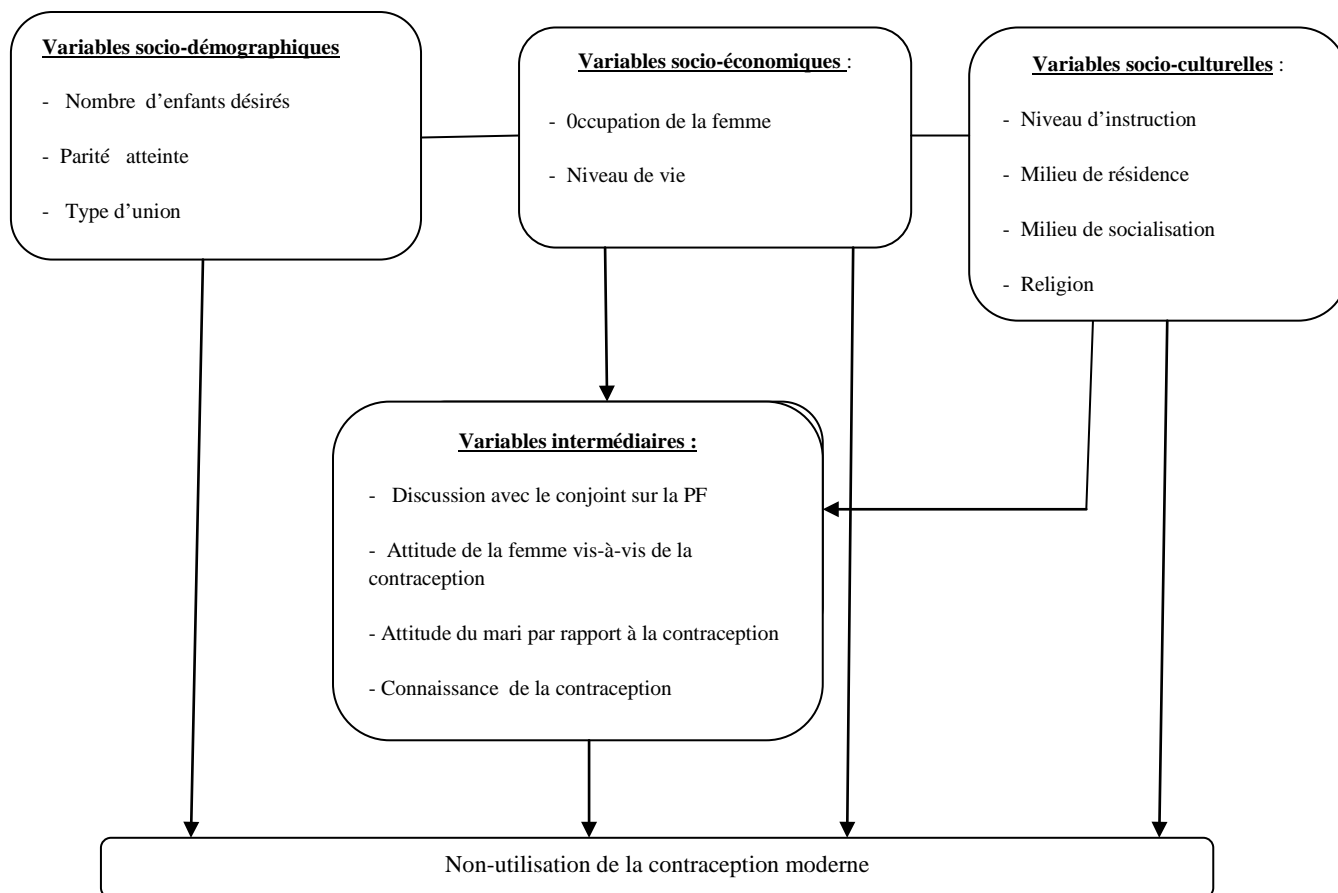 Variables socio-démographiques
- Nombre d'enfants désirés
- Parité atteinte
- Type d'union
Variables socio-économiques :
- 0ccupation de la femme
- Niveau de vie
Variables socio-culturelles :
- Niveau d'instruction
- Milieu de résidence
- Milieu de socialisation
- Religion
Variables intermédiaires :
- Discussion avec le conjoint sur la PF
- Attitude de la femme vis-à-vis de la
contraception
- Attitude du mari par rapport à la contraception
- Connaissance de la contraception
Non-utilisation de la contraception moderne